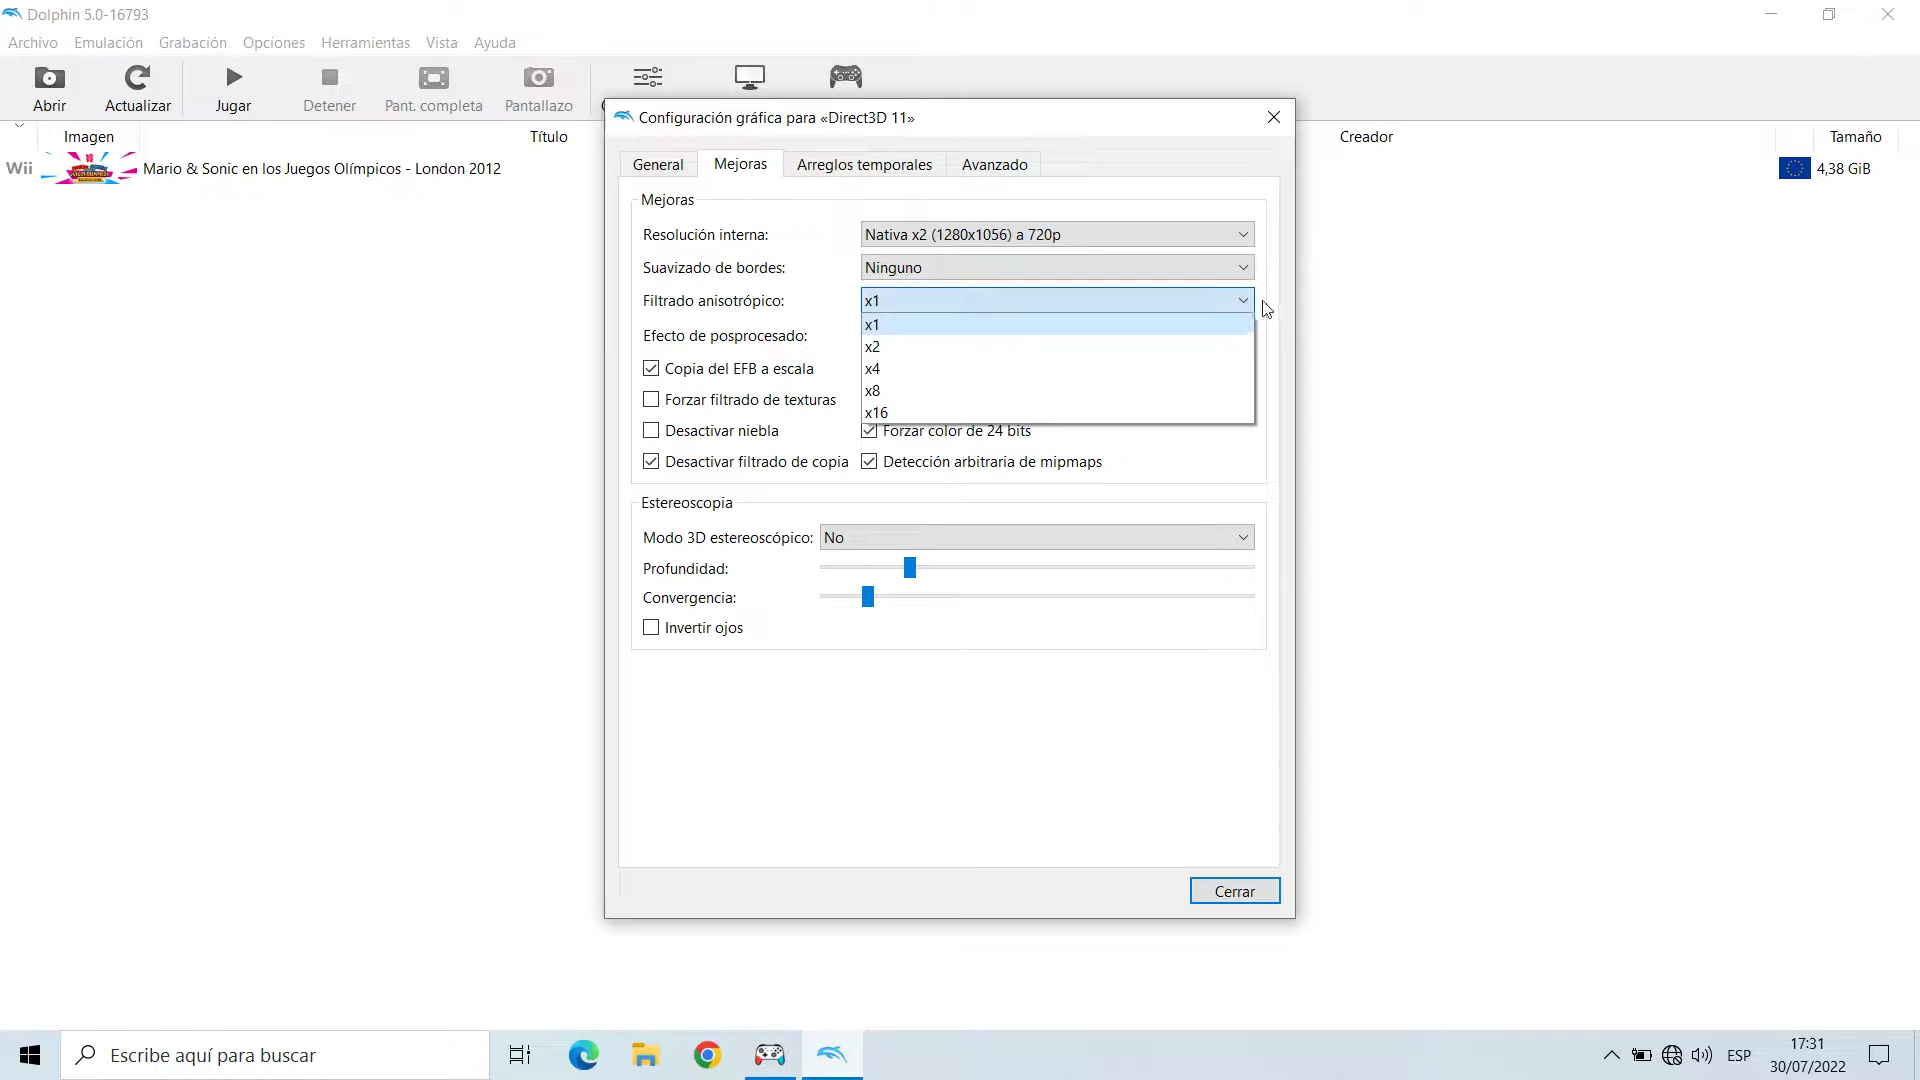 Dolphin 5.0-16793
Archivo Emulación Grabación Opciones Herramientas Vista Ayuda
Abrir Actualizar Jugar Detener Pant. completa Pantallazo
Configuración gráfica para «Direct3D 11»
Imagen Título Creador Tamaño
Wii Mario & Sonic en los Juegos Olímpicos - London 2012 4,38 GiB
General Mejoras Arreglos temporales Avanzado
Mejoras
Resolución interna: Nativa x2 (1280x1056) a 720p
Suavizado de bordes: Ninguno
Filtrado anisotrópico: x1
x1
Efecto de posprocesado:
x2
Copia del EFB a escala x4
Forzar filtrado de texturas x8
x16
Desactivar niebla Forzar color de 24 bits
Desactivar filtrado de copia Detección arbitraria de mipmaps
Estereoscopia
Modo 3D estereoscópico: No
Profundidad:
Convergencia:
Invertir ojos
Cerrar
Escribe aquí para buscar ESP 17:31
30/07/2022